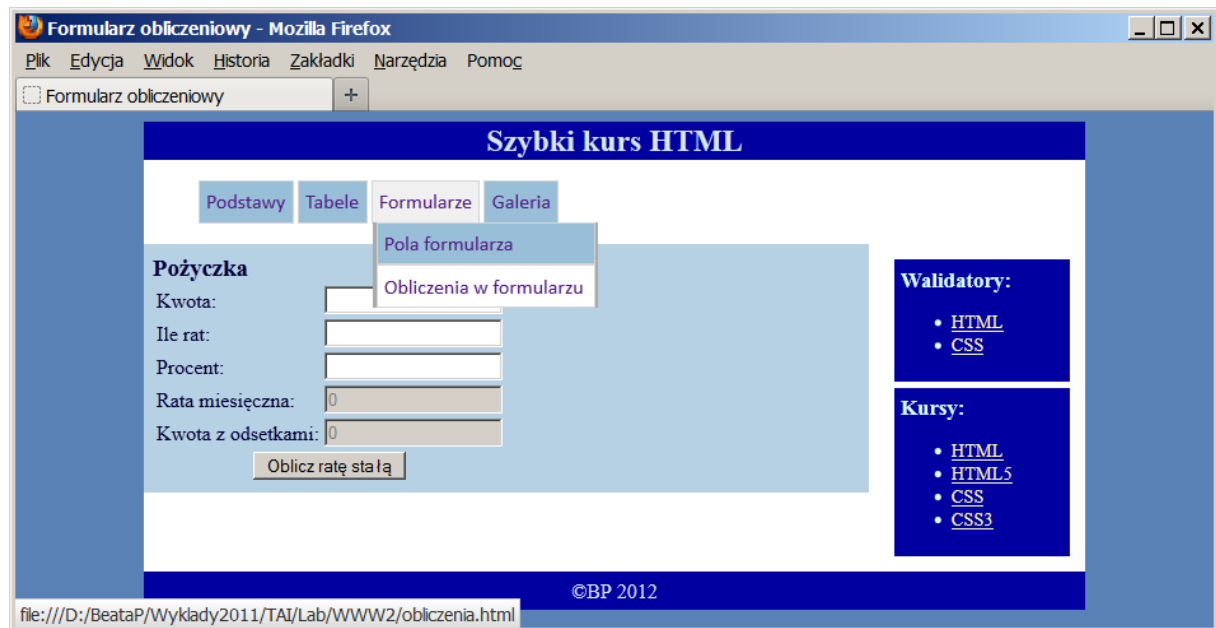 Formularz obliczeniowy - Mozilla Firefox
Plik Edycja Widok Historia Zakładki Narzędzia Pomoc
Formularz obliczeniowy +
Szybki kurs HTML
Podstawy Tabele Formularze Galeria
Pola formularza
Obliczenia w formularzu
Pożyczka
Kwota:
Ile rat:
Procent:
Rata miesięczna: 0
Kwota z odsetkami: 0
Oblicz ratę stałą
Walidatory:
• HTML
• CSS
Kursy:
• HTML
• HTML5
• CSS
• CSS3
©BP 2012
file:///D:/BeataP/Wyklady2011/TAI/Lab/WWW2/obliczenia.html